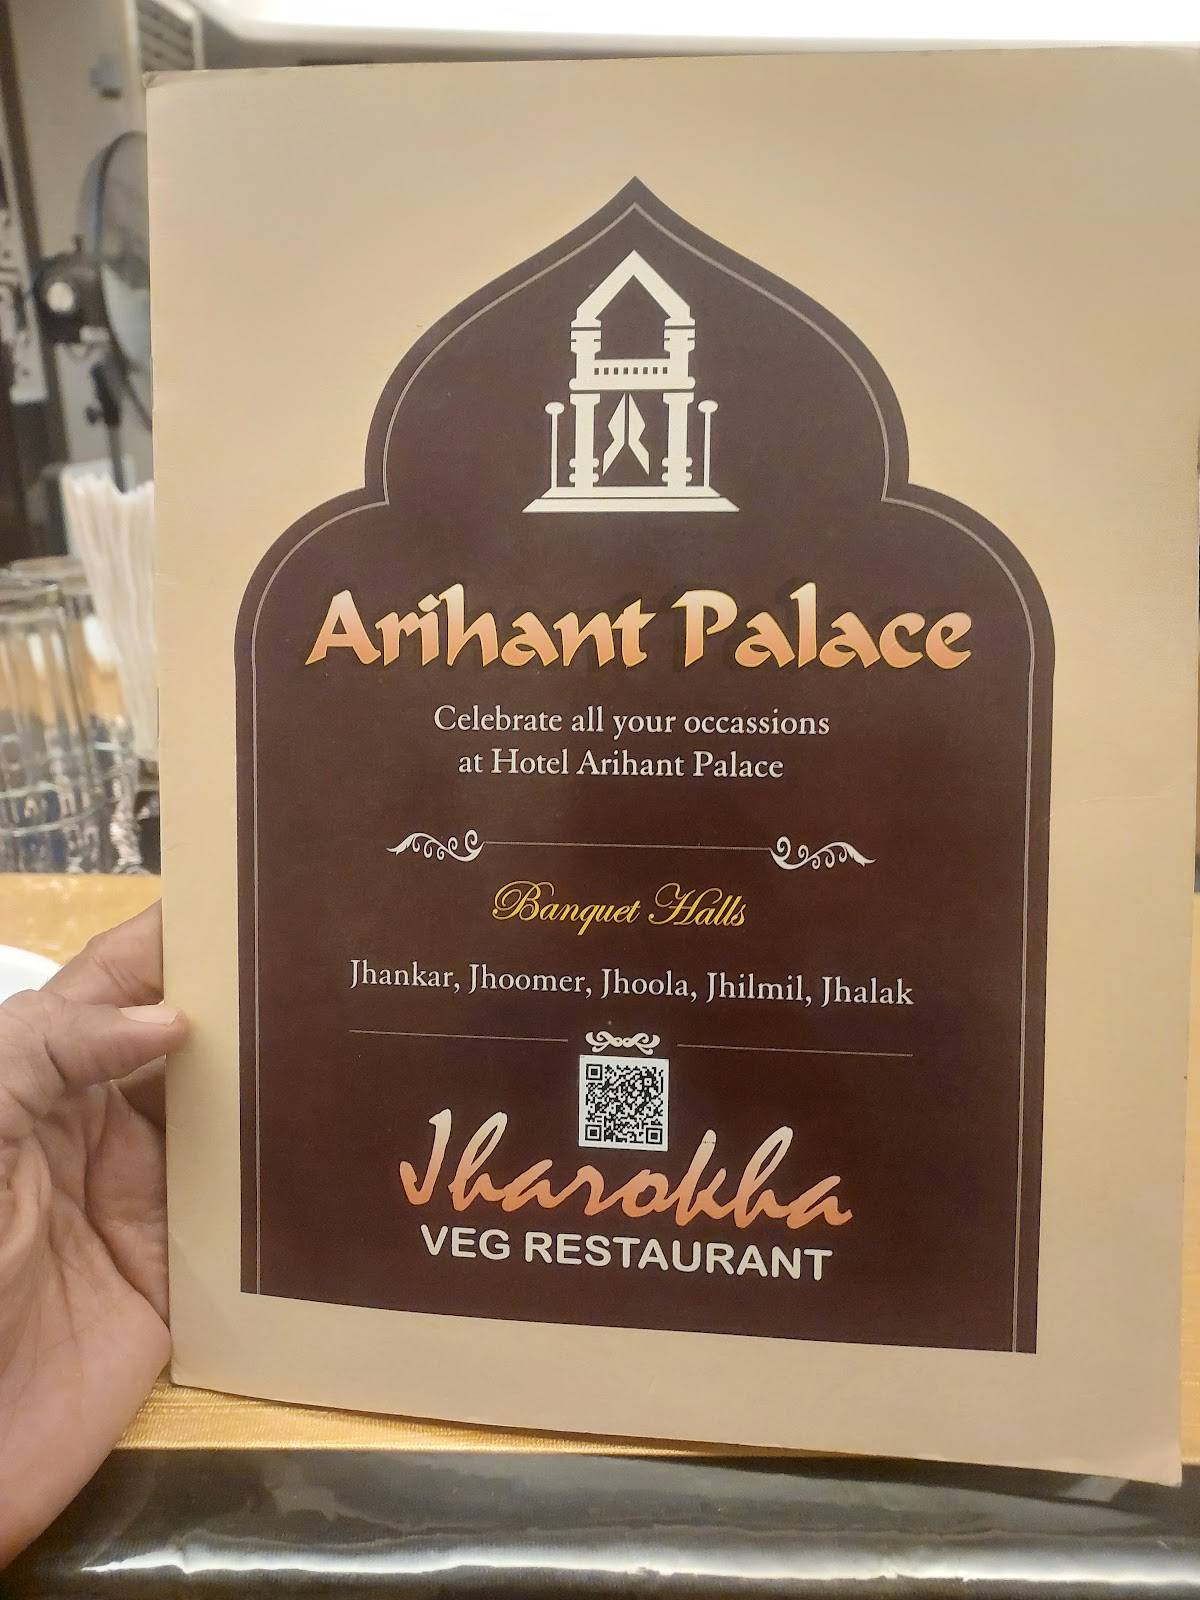 Arihant Palace
Celebrate all your occassions
at Hotel Arihant Palace
Banquet Halls
Jhankar, Jhoomer, Jhoola, Jhilmil, Jhalak
Jharokha
VEG RESTAURANT